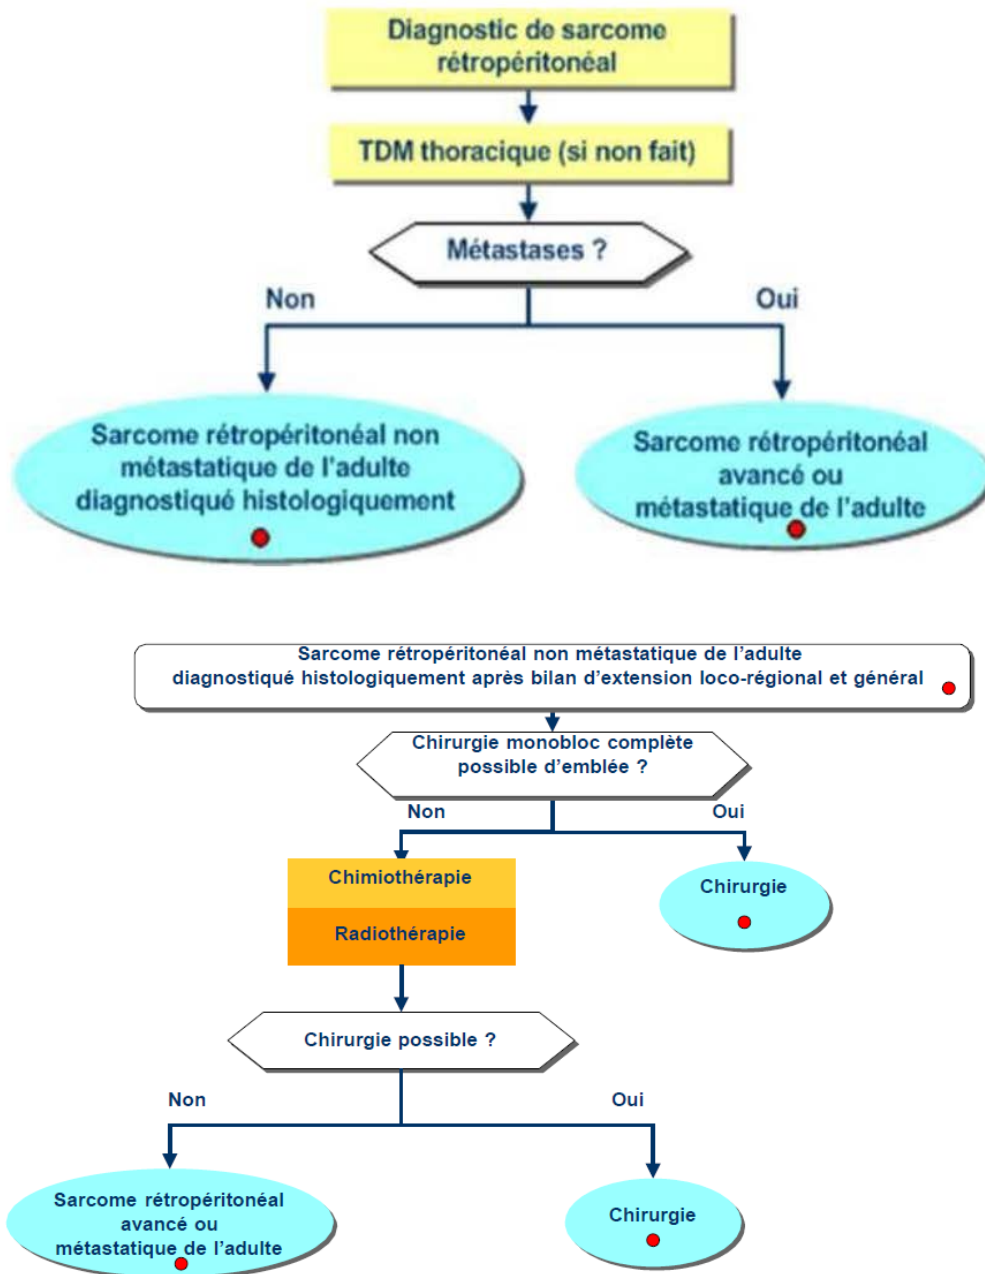 Diagnostic de sarcome
rétropéritonéal
TDM thoracique (si non fait)
Métastases ?
Non
Oui
Sarcome rétropéritonéal non
métastatique de l'adulte
diagnostiqué histologiquement
Sarcome rétropéritonéal
avancé ou
métastatique de l'adulte
Sarcome rétropéritonéal non métastatique de l'adulte
diagnostiqué histologiquement après bilan d'extension loco-régional et général
Chirurgie monobloc complète
possible d'emblée ?
Non
Oui
Chimiothérapie
Radiothérapie
Chirurgie
Chirurgie possible ?
Non
Oui
Sarcome rétropéritonéal
avancé ou
métastatique de l'adulte
Chirurgie